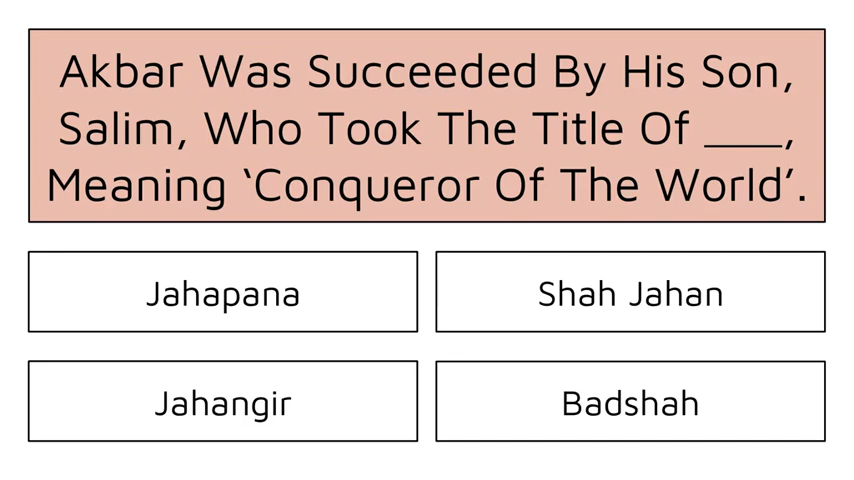 Akbar Was Succeeded By His Son,
Salim, Who Took The Title Of ____,
Meaning ‘Conqueror Of The World’.
Jahapana
Shah Jahan
Jahangir
Badshah